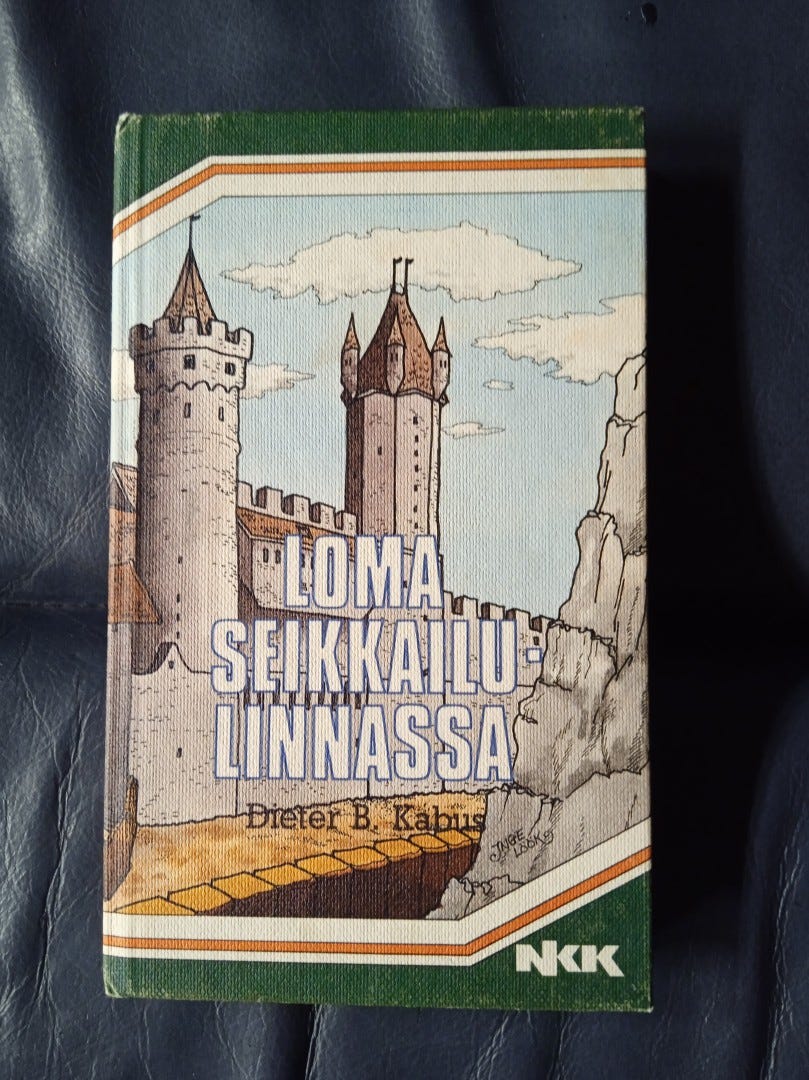 LOMA
SEIKKAILU-
LINNASSA
Dieter B. Kabus
NKK